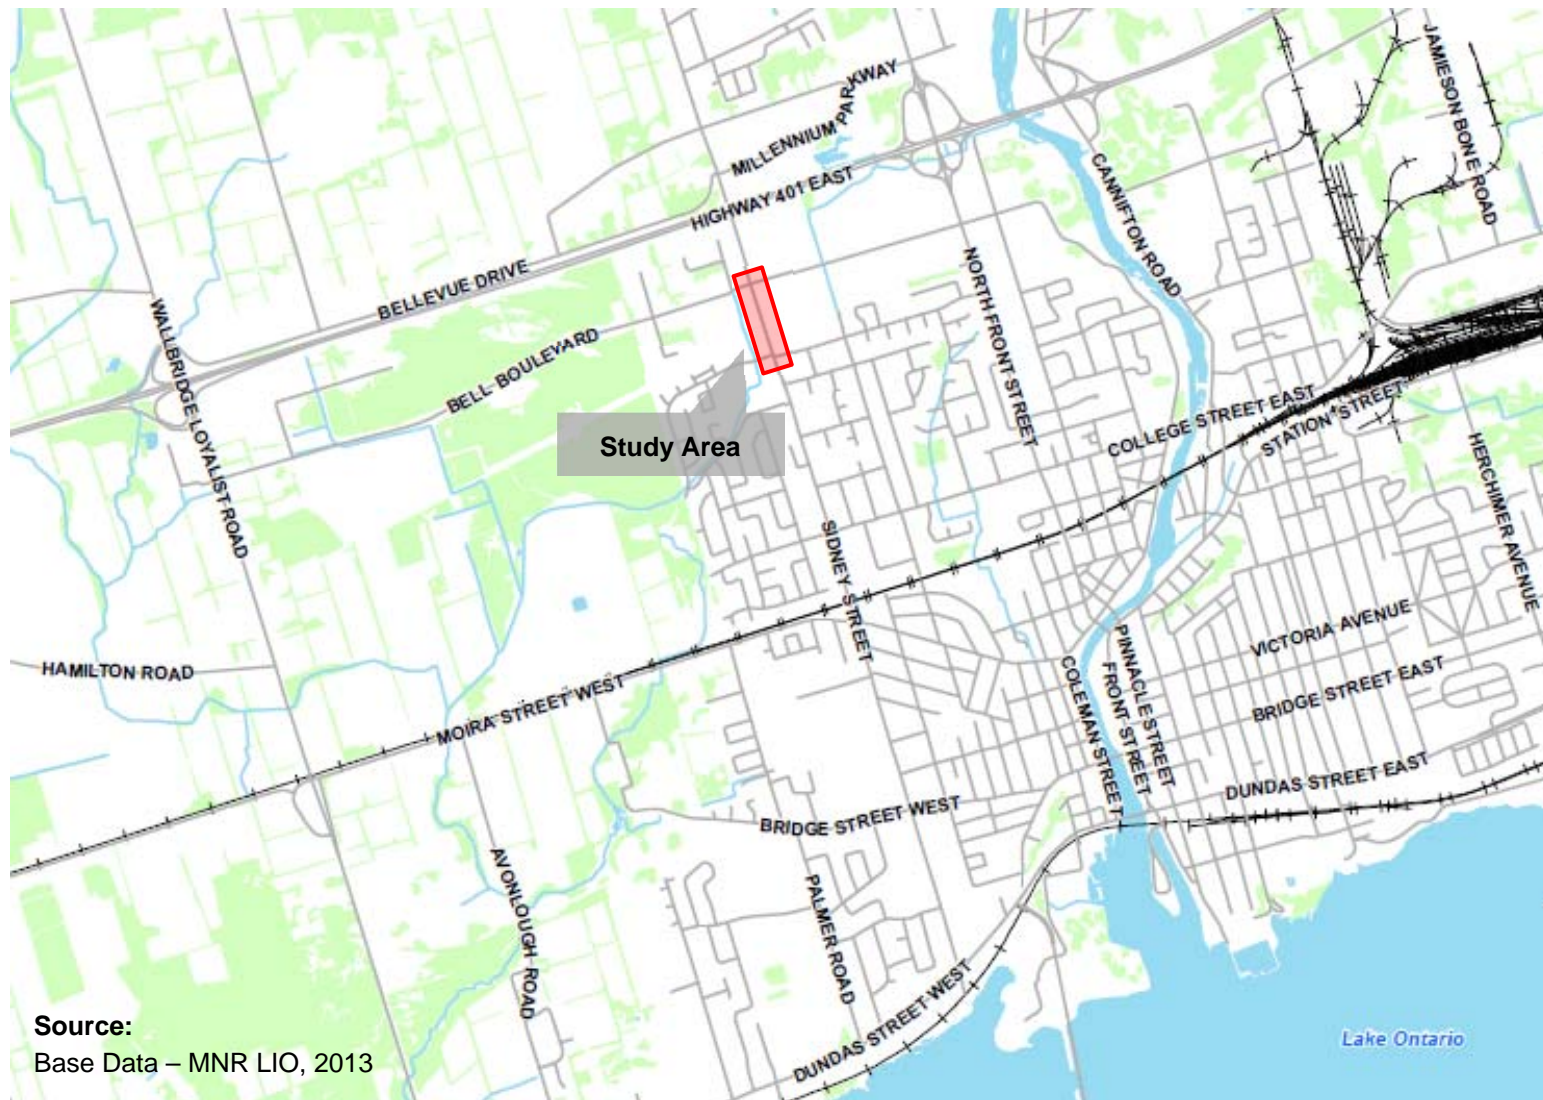 JAMIESON BONE ROAD
MILLENNIUM PARKWAY
HIGHWAY 401 EAST
CANNIFTON ROAD
BELLEVUE DRIVE
NORTH FRONT STREET
WALLBRIDGE LOYALIST ROAD
BELL BOULEVARD
COLLEGE STREET EAST
STATION STREET
Study Area
HERCHIMER AVENUE
SIDNEY STREET
VICTORIA AVENUE
HAMILTON ROAD
PINNACLE STREET
FRONT STREET
COLEMAN STREET
BRIDGE STREET EAST
MOIRA STREET WEST
DUNDAS STREET EAST
BRIDGE STREET WEST
AVONLOUGH ROAD
PALMER ROAD
DUNDAS STREET WEST
Source:
Base Data – MNR LIO, 2013
Lake Ontario